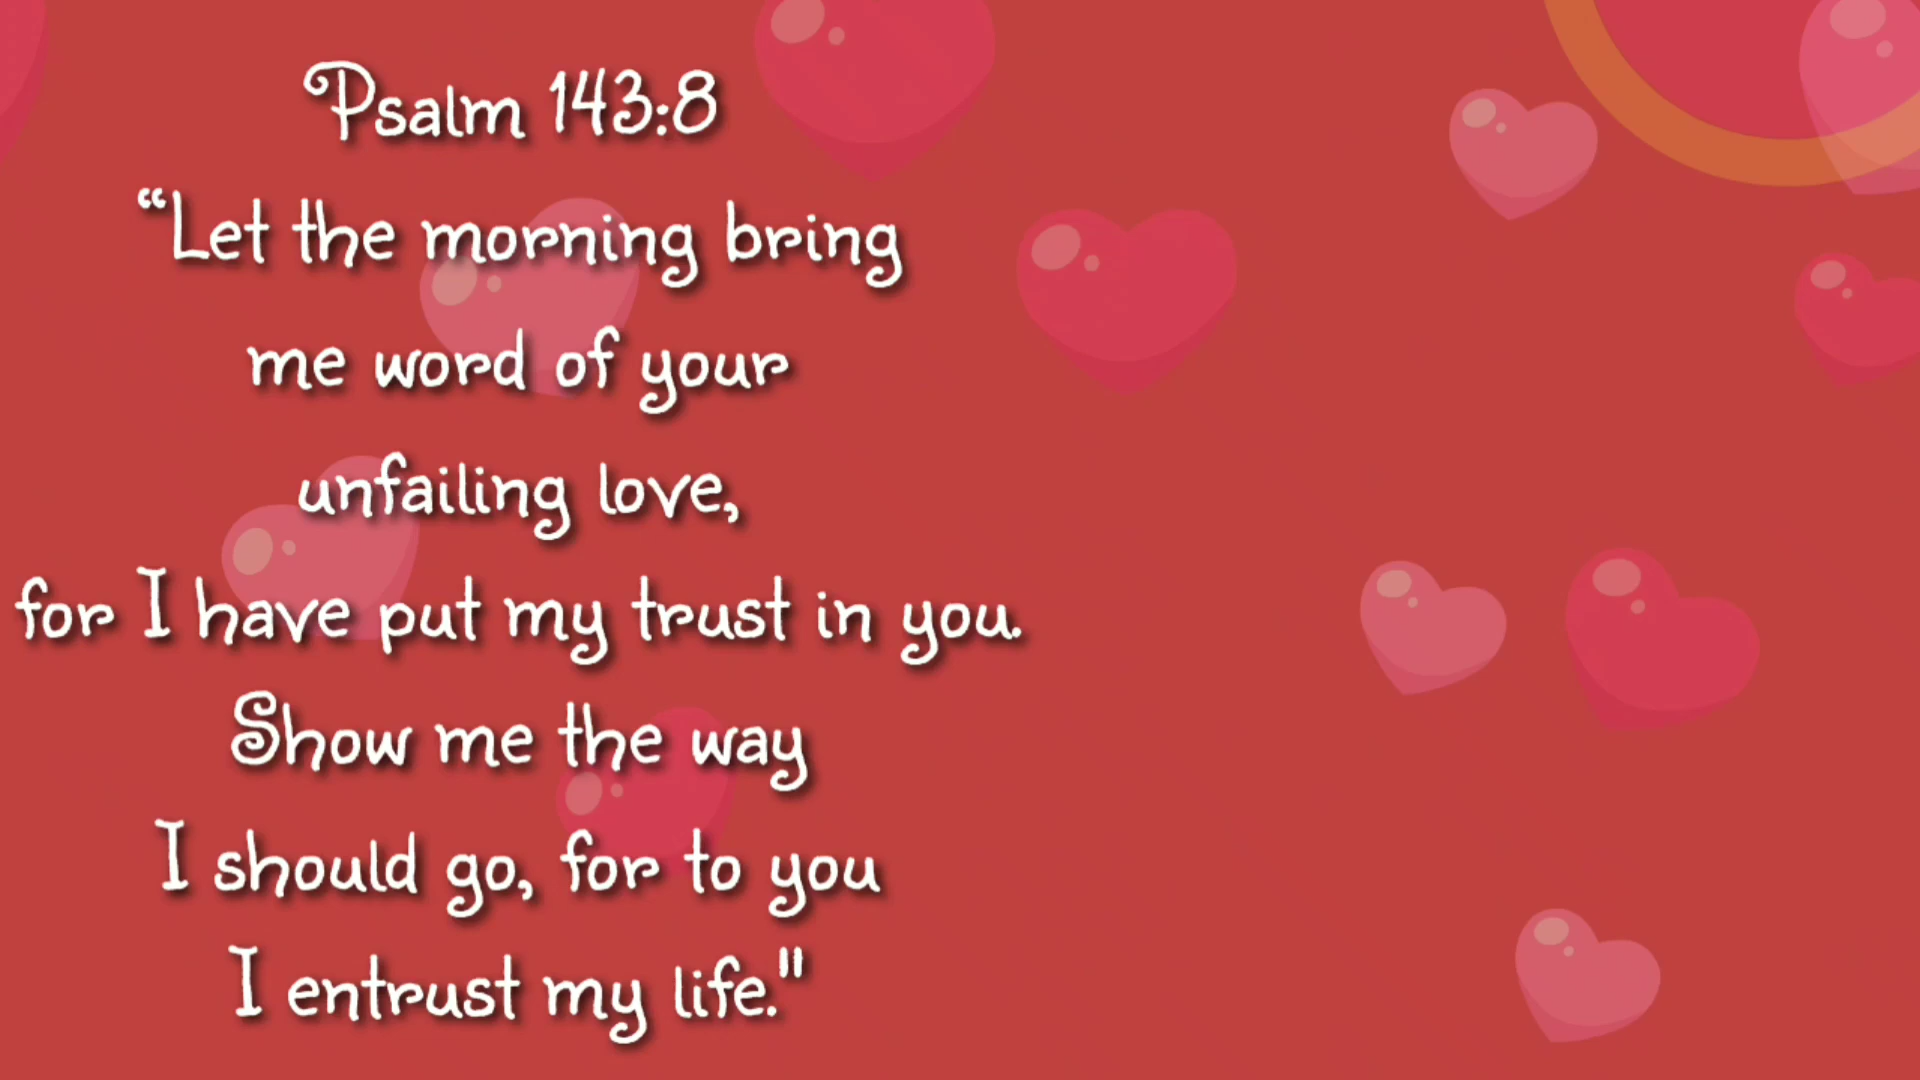 Psalm 143:8
“Let the morning bring
me word of your
unfailing love,
for I have put my trust in you.
Show me the way
I should go, for to you
I entrust my life."